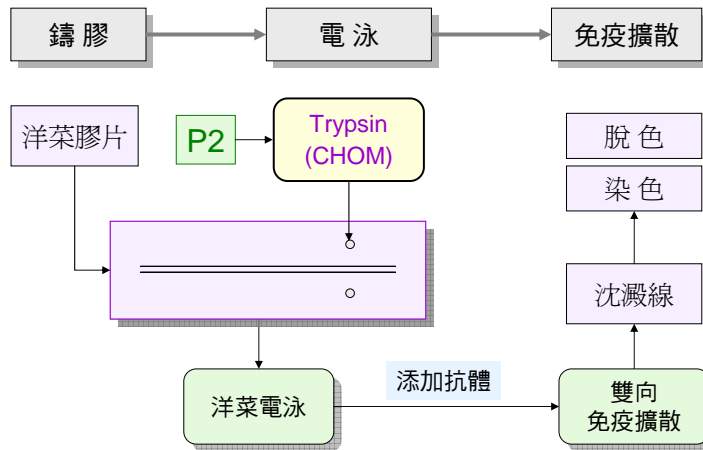 鑄 膠
電 泳
免疫擴散
洋菜膠片
P2
Trypsin
(CHOM)
脫 色
染 色
沈澱線
洋菜電泳
添加抗體
雙向
免疫擴散